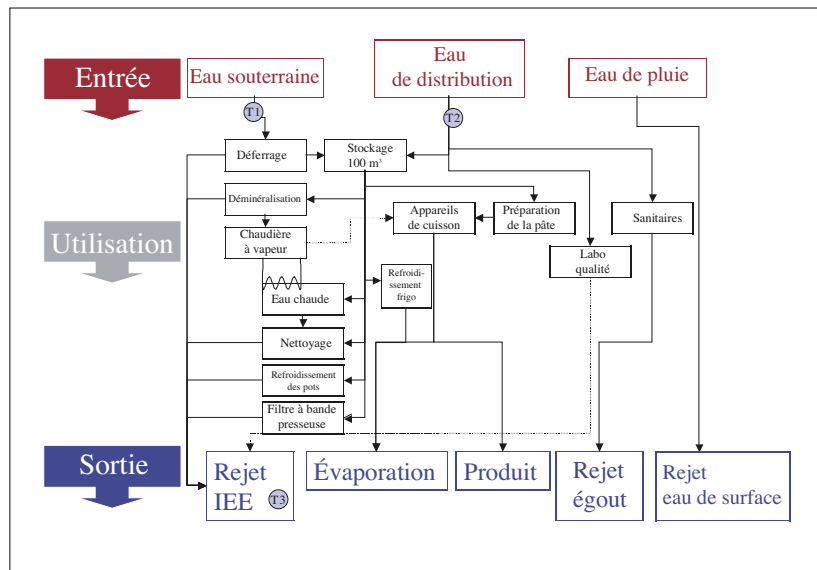 Entrée
Eau souterraine
Eau
de distribution
Eau de pluie
T1
T2
Déferrage
Stockage
100 m³
Utilisation
Déminéralisation
Chaudière
à vapeur
Appareils
de cuisson
Préparation
de la pâte
Sanitaires
Labo
qualité
Refroidi-
ssement
frigo
Eau chaude
Nettoyage
Refroidissement
des pots
Filtre à bande
presseuse
Sortie
Rejet
IEE
T3
Évaporation
Produit
Rejet
égout
Rejet
eau de surface